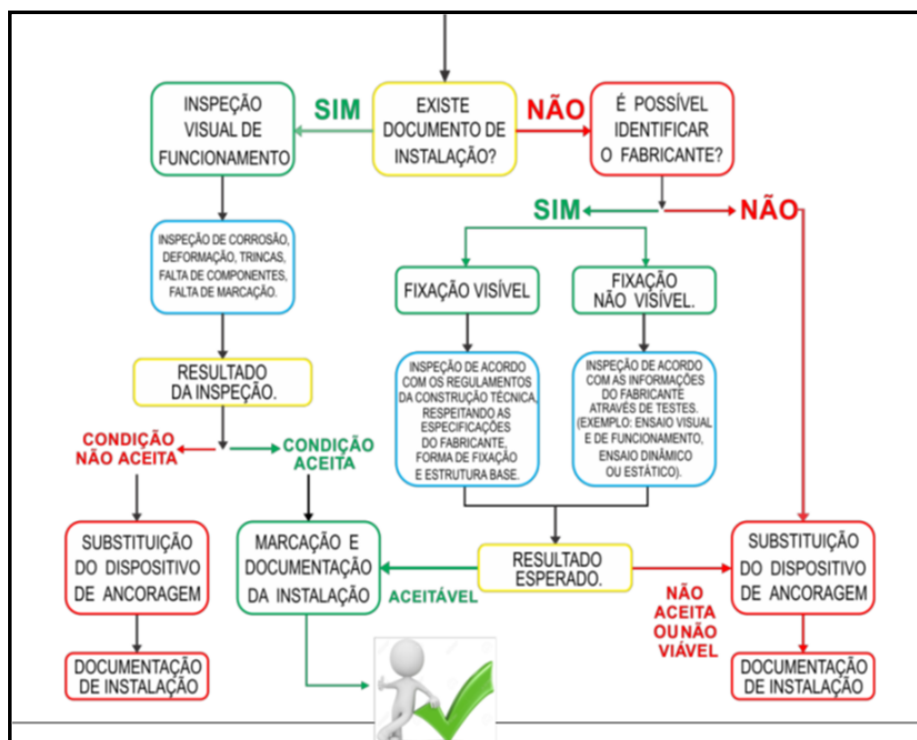 INSPEÇÃO
VISUAL DE
FUNCIONAMENTO
SIM
EXISTE
DOCUMENTO DE
INSTALAÇÃO?
NÃO
É POSSÍVEL
IDENTIFICAR
O FABRICANTE?
SIM
NÃO
INSPEÇÃO DE CORROSÃO,
DEFORMAÇÃO, TRINCAS,
FALTA DE COMPONENTES,
FALTA DE MARCAÇÃO.
FIXAÇÃO VISÍVEL
FIXAÇÃO
NÃO VISÍVEL.
RESULTADO
DA INSPEÇÃO.
INSPEÇÃO DE ACORDO
COM OS REGULAMENTOS
DA CONSTRUÇÃO TÉCNICA,
RESPEITANDO AS
ESPECIFICAÇÕES
DO FABRICANTE,
FORMA DE FIXAÇÃO
E ESTRUTURA BASE.
INSPEÇÃO DE ACORDO
COM AS INFORMAÇÕES
DO FABRICANTE
ATRAVÉS DE TESTES.
(EXEMPLO: ENSAIO VISUAL
E DE FUNCIONAMENTO,
ENSAIO DINÂMICO
OU ESTÁTICO).
CONDIÇÃO
NÃO ACEITA
CONDIÇÃO
ACEITA
SUBSTITUIÇÃO
DO DISPOSITIVO
DE ANCORAGEM
MARCAÇÃO E
DOCUMENTAÇÃO
DA INSTALAÇÃO
ACEITÁVEL
RESULTADO
ESPERADO.
NÃO
ACEITA
OU NÃO
VIÁVEL
SUBSTITUIÇÃO
DO DISPOSITIVO
DE ANCORAGEM
DOCUMENTAÇÃO
DE INSTALAÇÃO
DOCUMENTAÇÃO
DE INSTALAÇÃO